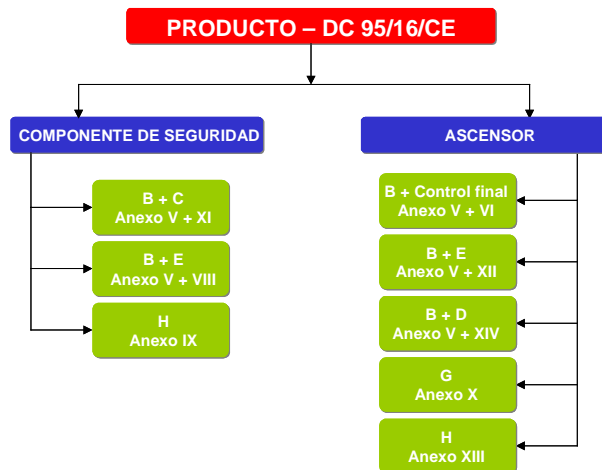 PRODUCTO – DC 95/16/CE
COMPONENTE DE SEGURIDAD
B + C
Anexo V + XI
B + E
Anexo V + VIII
H
Anexo IX
ASCENSOR
B + Control final
Anexo V + VI
B + E
Anexo V + XII
B + D
Anexo V + XIV
G
Anexo X
H
Anexo XIII